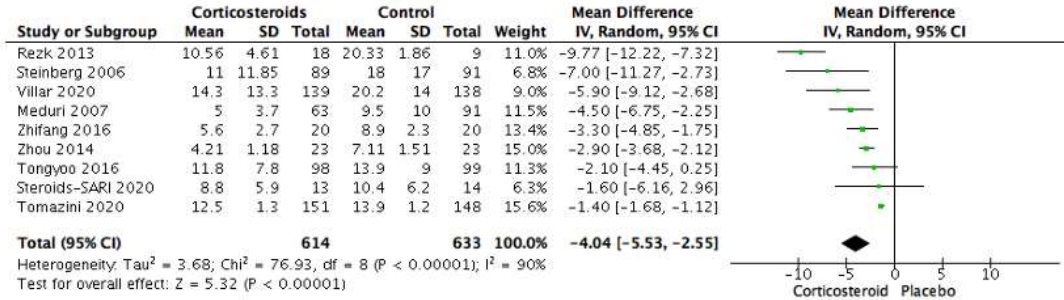 Corticosteroids Control Mean Difference Mean Difference
Study or Subgroup Mean SD Total Mean SD Total Weight IV, Random, 95% CI IV, Random, 95% CI
Rezk 2013 10.56 4.61 18 20.33 1.86 9 11.0% -9.77 [-12.22, -7.32]
Steinberg 2006 11 11.85 89 18 17 91 6.8% -7.00 [-11.27, -2.73]
Villar 2020 14.3 13.3 139 20.2 14 138 9.0% -5.90 [-9.12, -2.68]
Meduri 2007 5 3.7 63 9.5 10 91 11.5% -4.50 [-6.75, -2.25]
Zhifang 2016 5.6 2.7 20 8.9 2.3 20 13.4% -3.30 [-4.85, -1.75]
Zhou 2014 4.21 1.18 23 7.11 1.51 23 15.0% -2.90 [-3.68, -2.12]
Tongyoo 2016 11.8 7.8 98 13.9 9 99 11.3% -2.10 [-4.45, 0.25]
Steroids-SARI 2020 8.8 5.9 13 10.4 6.2 14 6.3% -1.60 [-6.16, 2.96]
Tomazini 2020 12.5 1.3 151 13.9 1.2 148 15.6% -1.40 [-1.68, -1.12]
Total (95% CI) 614 633 100.0% -4.04 [-5.53, -2.55]
Heterogeneity: Tau² = 3.68; Chi² = 76.93, df = 8 (P < 0.00001); I² = 90%
Test for overall effect: Z = 5.32 (P < 0.00001)
-10 -5 0 5 10
Corticosteroid Placebo